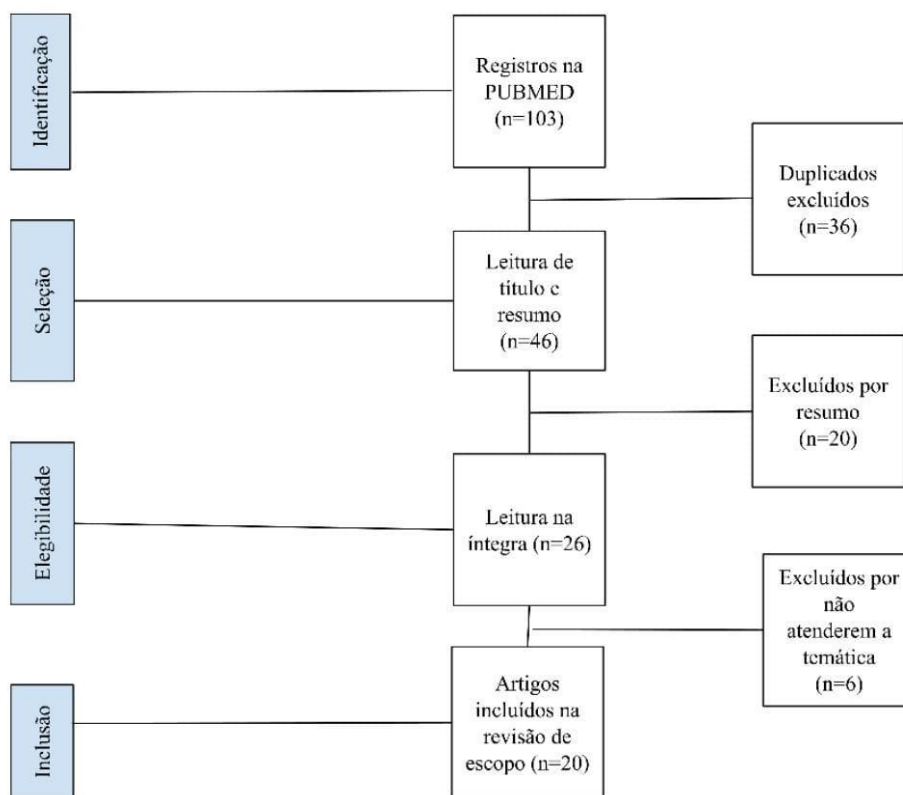 Identificação
Registros na
PUBMED
(n=103)
Duplicados
excluídos
(n=36)
Seleção
Leitura de
título e
resumo
(n=46)
Excluídos por
resumo
(n=20)
Elegibilidade
Leitura na
íntegra (n=26)
Excluídos por
não
atenderem a
temática
(n=6)
Inclusão
Artigos
incluídos na
revisão de
escopo (n=20)